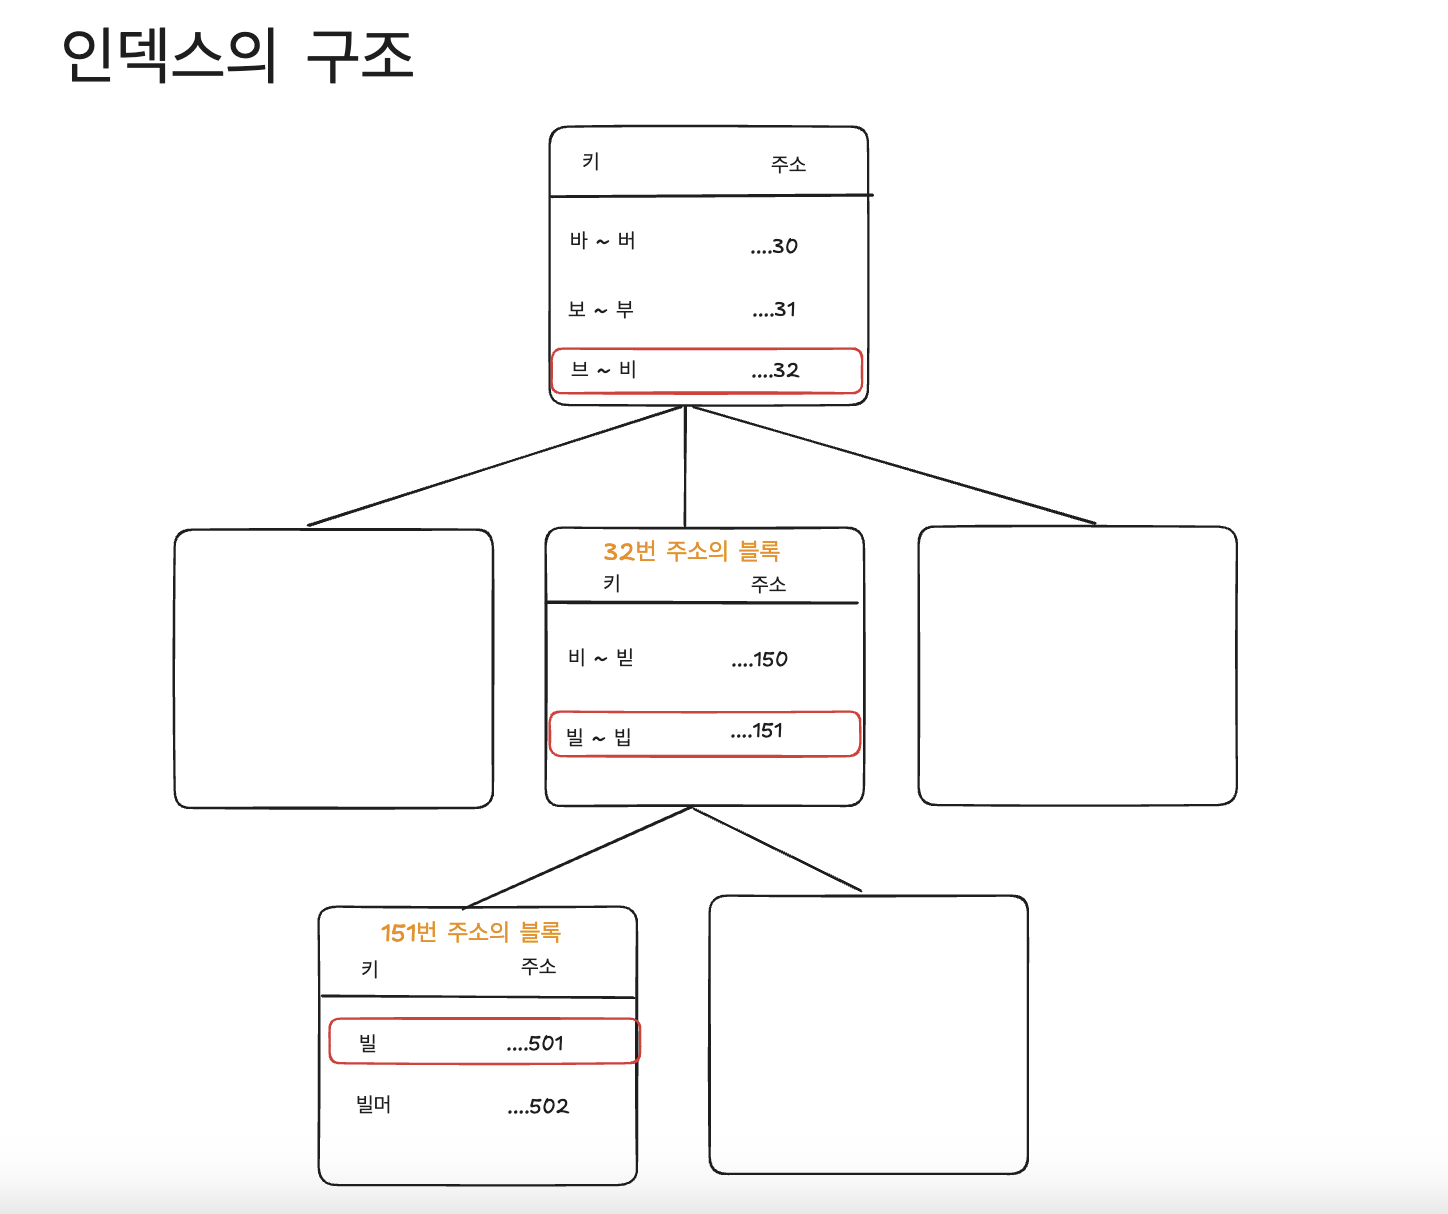 인덱스의 구조
키 주소
바 ~ 버 ....30
보 ~ 부 ....31
브 ~ 비 ....32
32번 주소의 블록
키 주소
비 ~ 빋 ....150
빌 ~ 빕 ....151
151번 주소의 블록
키 주소
빌 ....501
빌머 ....502